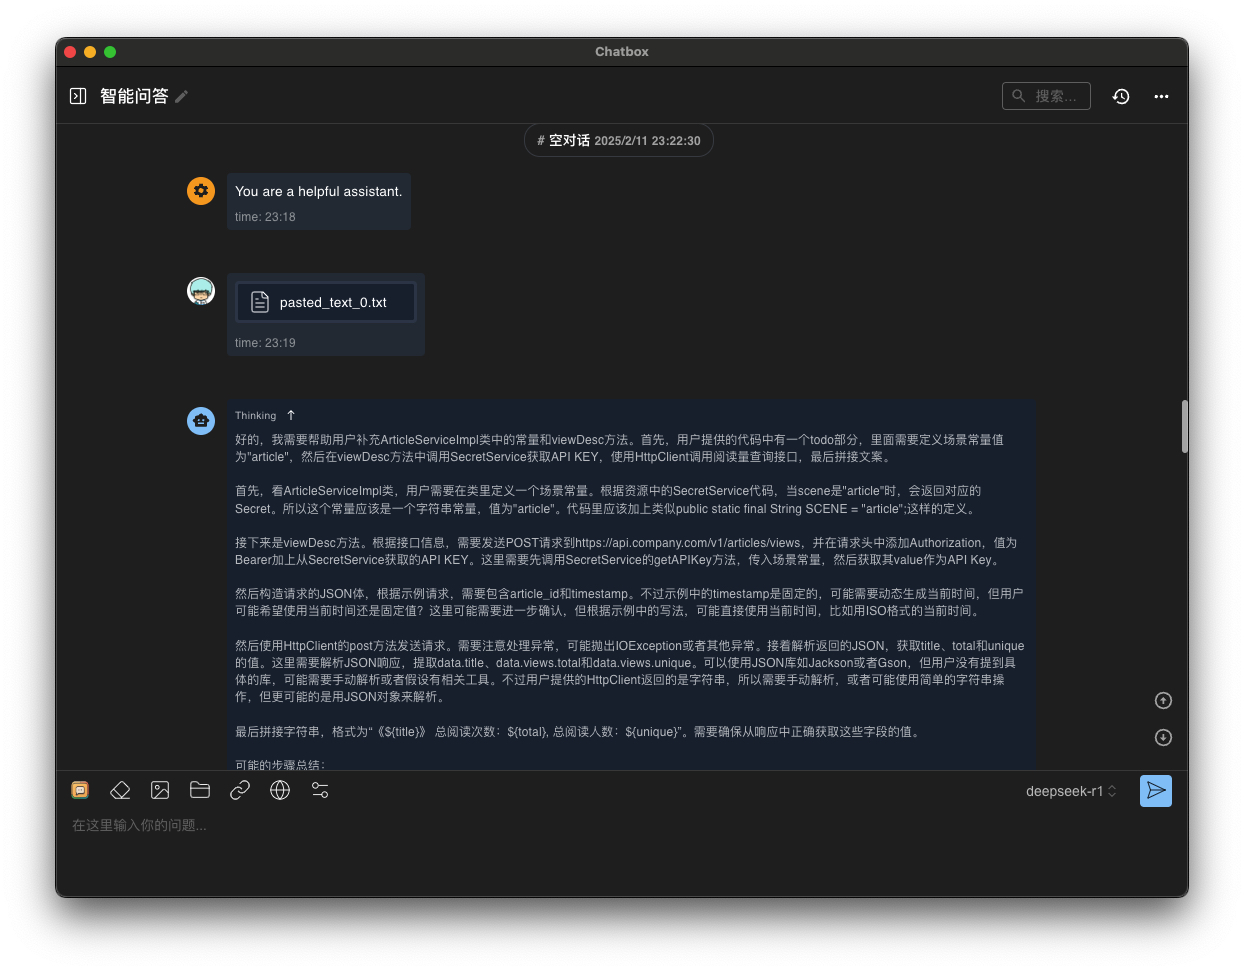 Chatbox
智能问答
搜索...
# 空对话 2025/2/11 23:22:30
You are a helpful assistant.
time: 23:18
pasted_text_0.txt
time: 23:19
Thinking
好的，我需要帮助用户补充ArticleServiceImpl类中的常量和viewDesc方法。首先，用户提供的代码中有一个todo部分，里面需要定义场景常量值
为"article"，然后在viewDesc方法中调用SecretService获取API KEY，使用HttpClient调用阅读量查询接口，最后拼接文案。
首先，看ArticleServiceImpl类，用户需要在类里定义一个场景常量。根据资源中的SecretService代码，当scene是"article"时，会返回对应的
Secret。所以这个常量应该是一个字符串常量，值为"article"。代码里应该加上类似public static final String SCENE = "article";这样的定义。
接下来是viewDesc方法。根据接口信息，需要发送POST请求到https://api.company.com/v1/articles/views，并在请求头中添加Authorization，值为
Bearer加上从SecretService获取的API KEY。这里需要先调用SecretService的getAPIKey方法，传入场景常量，然后获取其value作为API Key。
然后构造请求的JSON体，根据示例请求，需要包含article_id和timestamp。不过示例中的timestamp是固定的，可能需要动态生成当前时间，但用户
可能希望使用当前时间还是固定值？这里可能需要进一步确认，但根据示例中的写法，可能直接使用当前时间，比如用ISO格式的当前时间。
然后使用HttpClient的post方法发送请求。需要注意处理异常，可能抛出IOException或者其他异常。接着解析返回的JSON，获取title、total和unique
的值。这里需要解析JSON响应，提取data.title、data.views.total和data.views.unique。可以使用JSON库如Jackson或者Gson，但用户没有提到具
体的库，可能需要手动解析或者假设有相关工具。不过用户提供的HttpClient返回的是字符串，所以需要手动解析，或者可能使用简单的字符串操
作，但更可能的是用JSON对象来解析。
最后拼接字符串，格式为“《${title}》 总阅读次数：${total}, 总阅读人数：${unique}”。需要确保从响应中正确获取这些字段的值。
可能的步骤总结：
deepseek-r1
在这里输入你的问题...